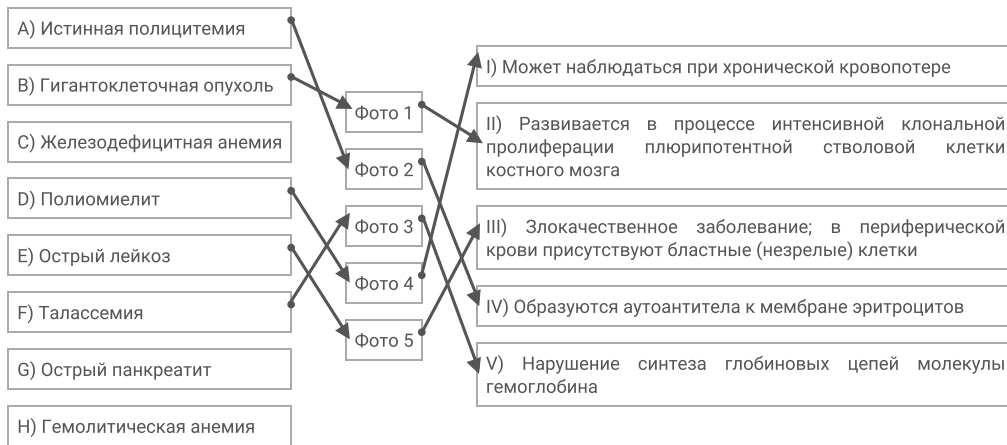 A) Истинная полицитемия
B) Гигантоклеточная опухоль
C) Железодефицитная анемия
D) Полиомиелит
E) Острый лейкоз
F) Талассемия
G) Острый панкреатит
H) Гемолитическая анемия
Фото 1
Фото 2
Фото 3
Фото 4
Фото 5
I) Может наблюдаться при хронической кровопотере
II) Развивается в процессе интенсивной клональной
пролиферации плюрипотентной стволовой клетки
костного мозга
III) Злокачественное заболевание; в периферической
крови присутствуют бластные (незрелые) клетки
IV) Образуются аутоантитела к мембране эритроцитов
V) Нарушение синтеза глобиновых цепей молекулы
гемоглобина